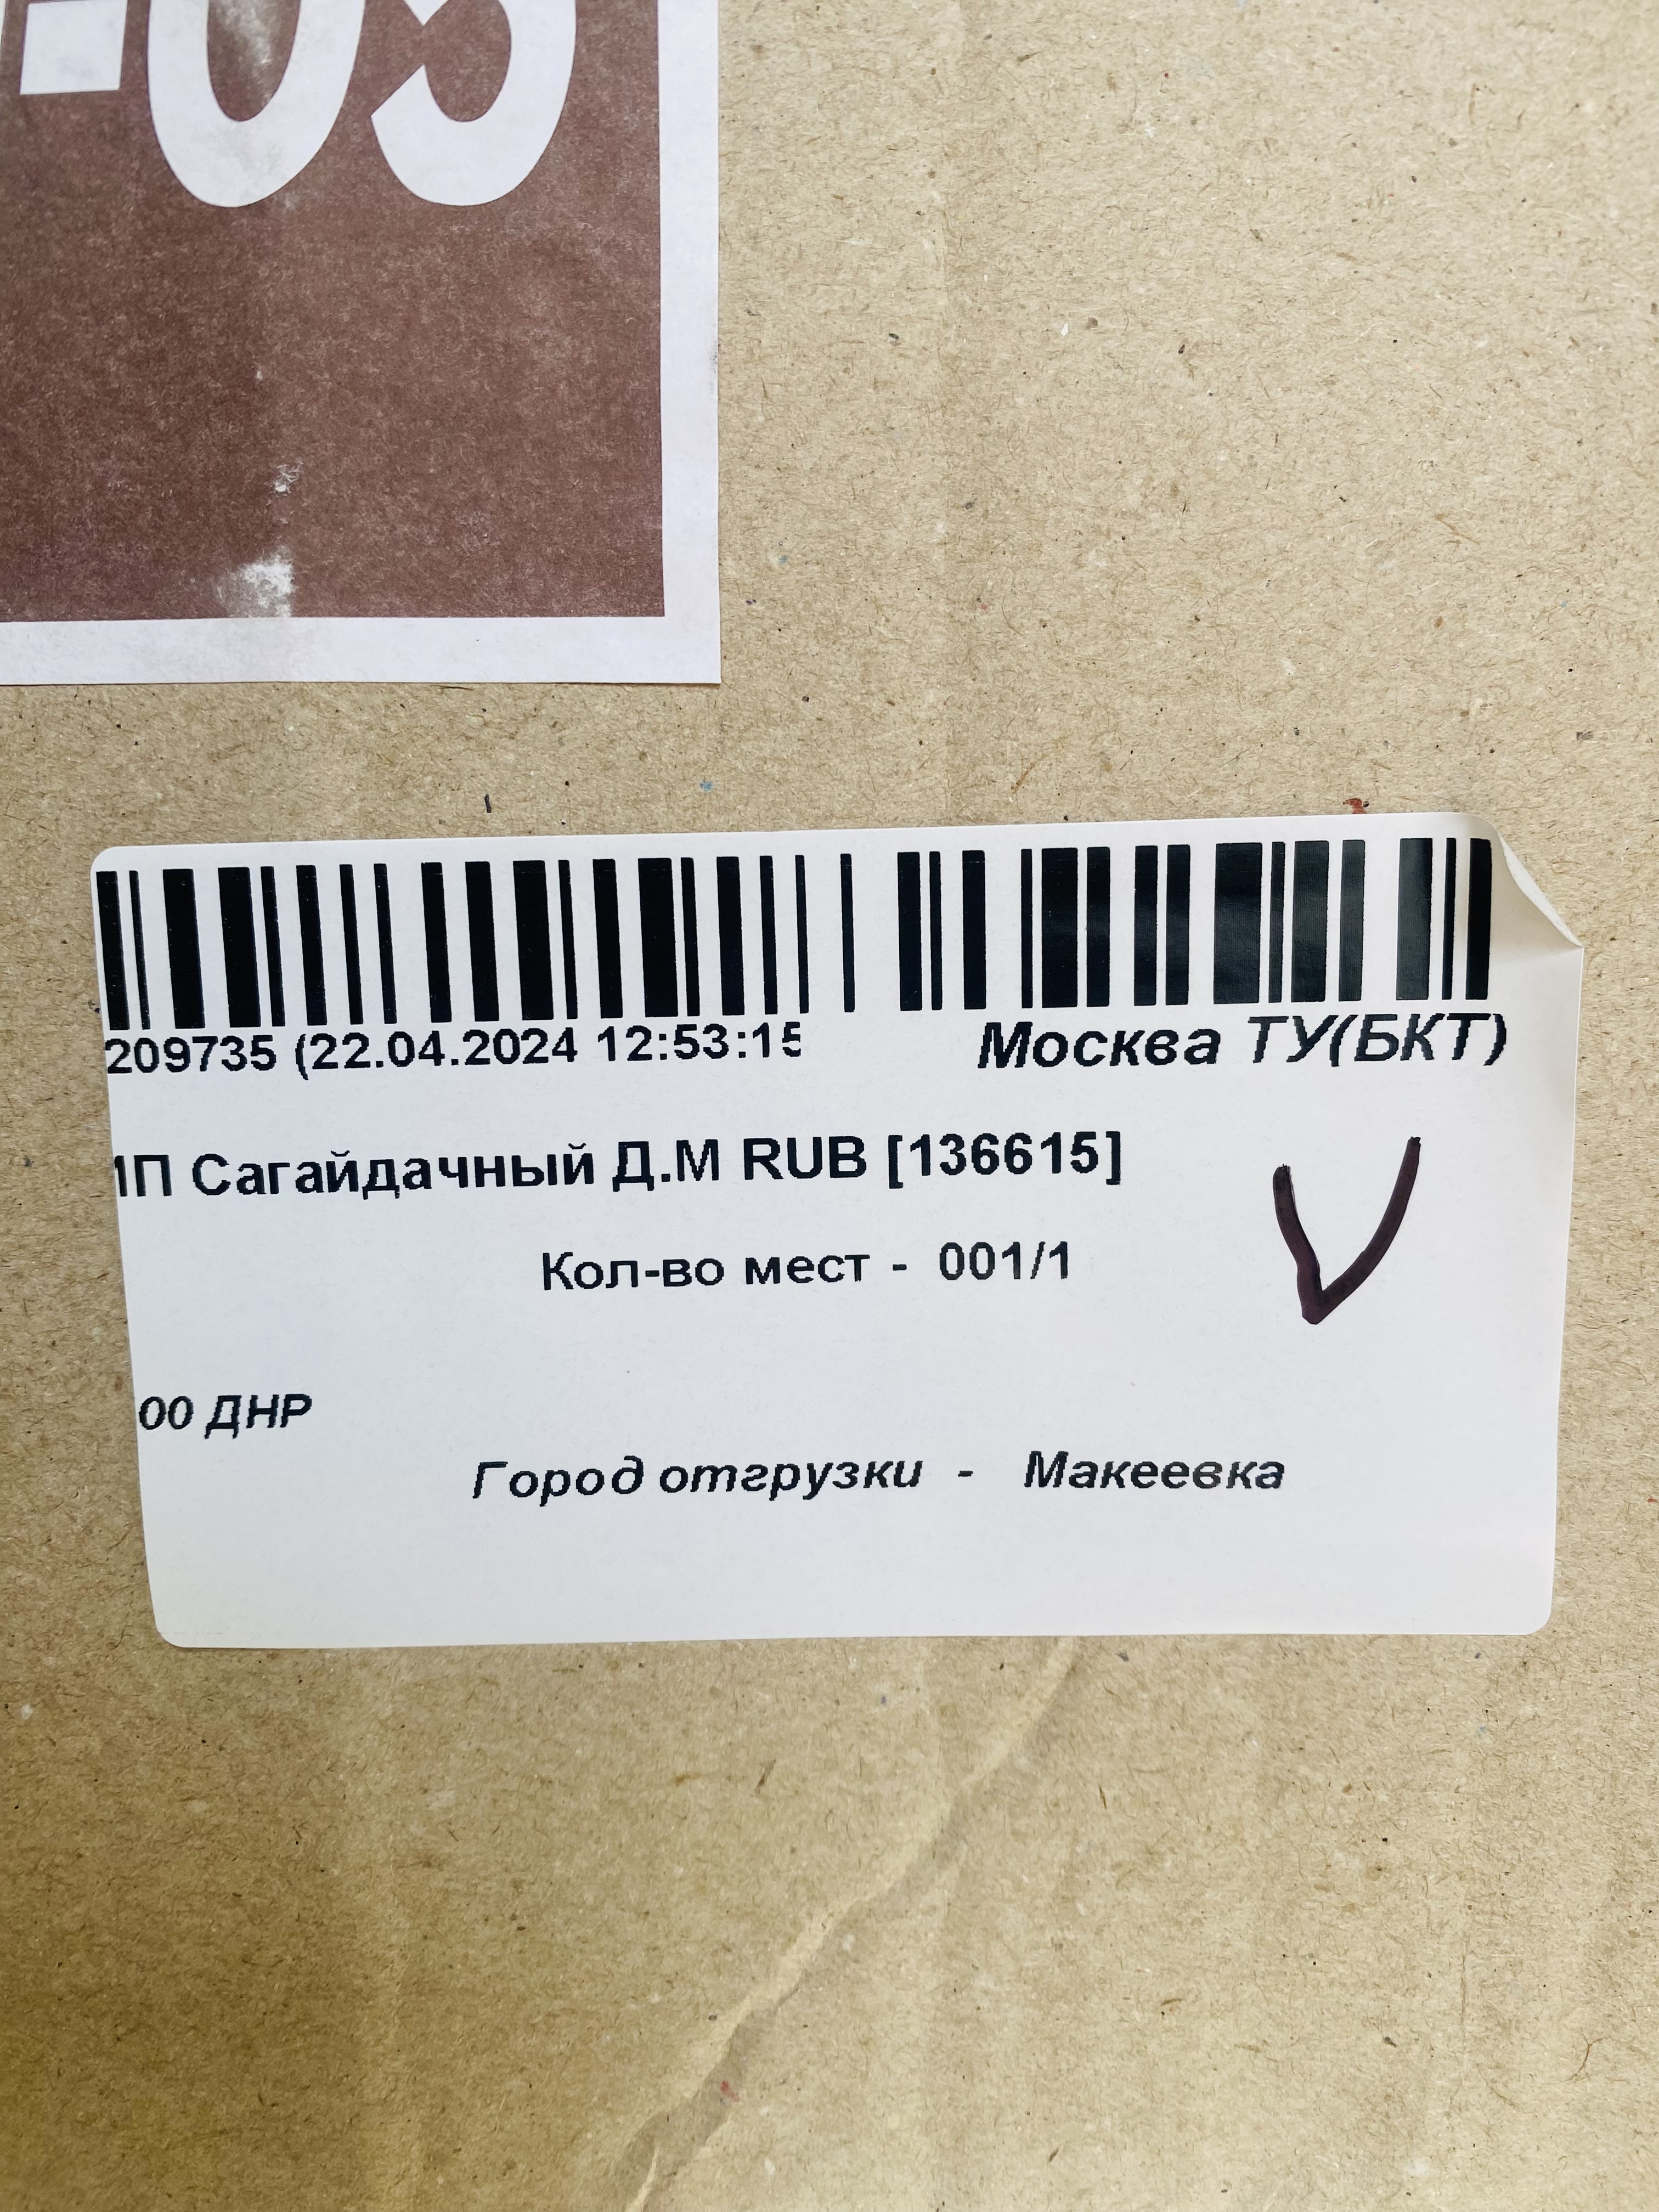 209735 (22.04.2024 12:53:15
Москва ТУ(БКТ)
ИП Сагайдачный Д.М RUB [136615]
Кол-во мест - 001/1
00 ДНР
Город отгрузки - Макеевка